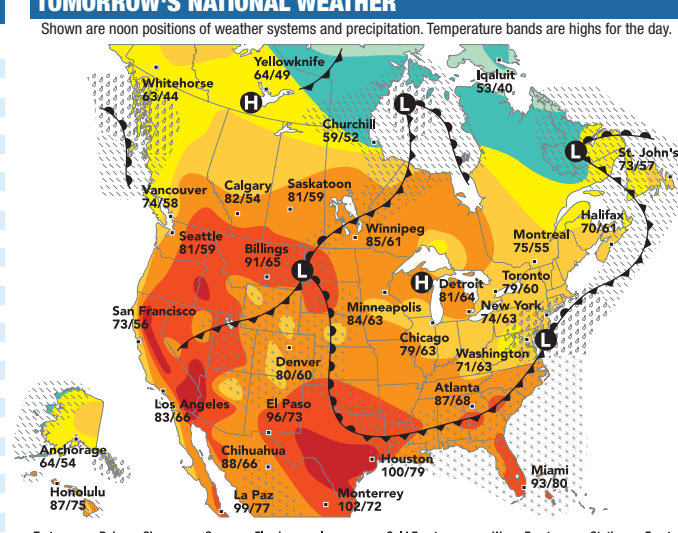 TOMORROW'S NATIONAL WEATHER
Shown are noon positions of weather systems and precipitation. Temperature bands are highs for the day.
Yellowknife
64/49
Iqaluit
53/40
Whitehorse
63/44
H
L
Churchill
59/52
L
St. John's
73/57
Vancouver
74/58
Calgary
82/54
Saskatoon
81/59
Halifax
70/61
Winnipeg
85/61
Montreal
75/55
Seattle
81/59
Billings
91/65
L
Toronto
79/60
H
Detroit
81/64
Minneapolis
84/63
New York
74/63
San Francisco
73/56
Chicago
79/63
L
Washington
71/63
Denver
80/60
Atlanta
87/68
Los Angeles
83/66
El Paso
96/73
Anchorage
64/54
Chihuahua
88/66
Houston
100/79
Miami
93/80
Honolulu
87/75
La Paz
99/77
Monterrey
102/72